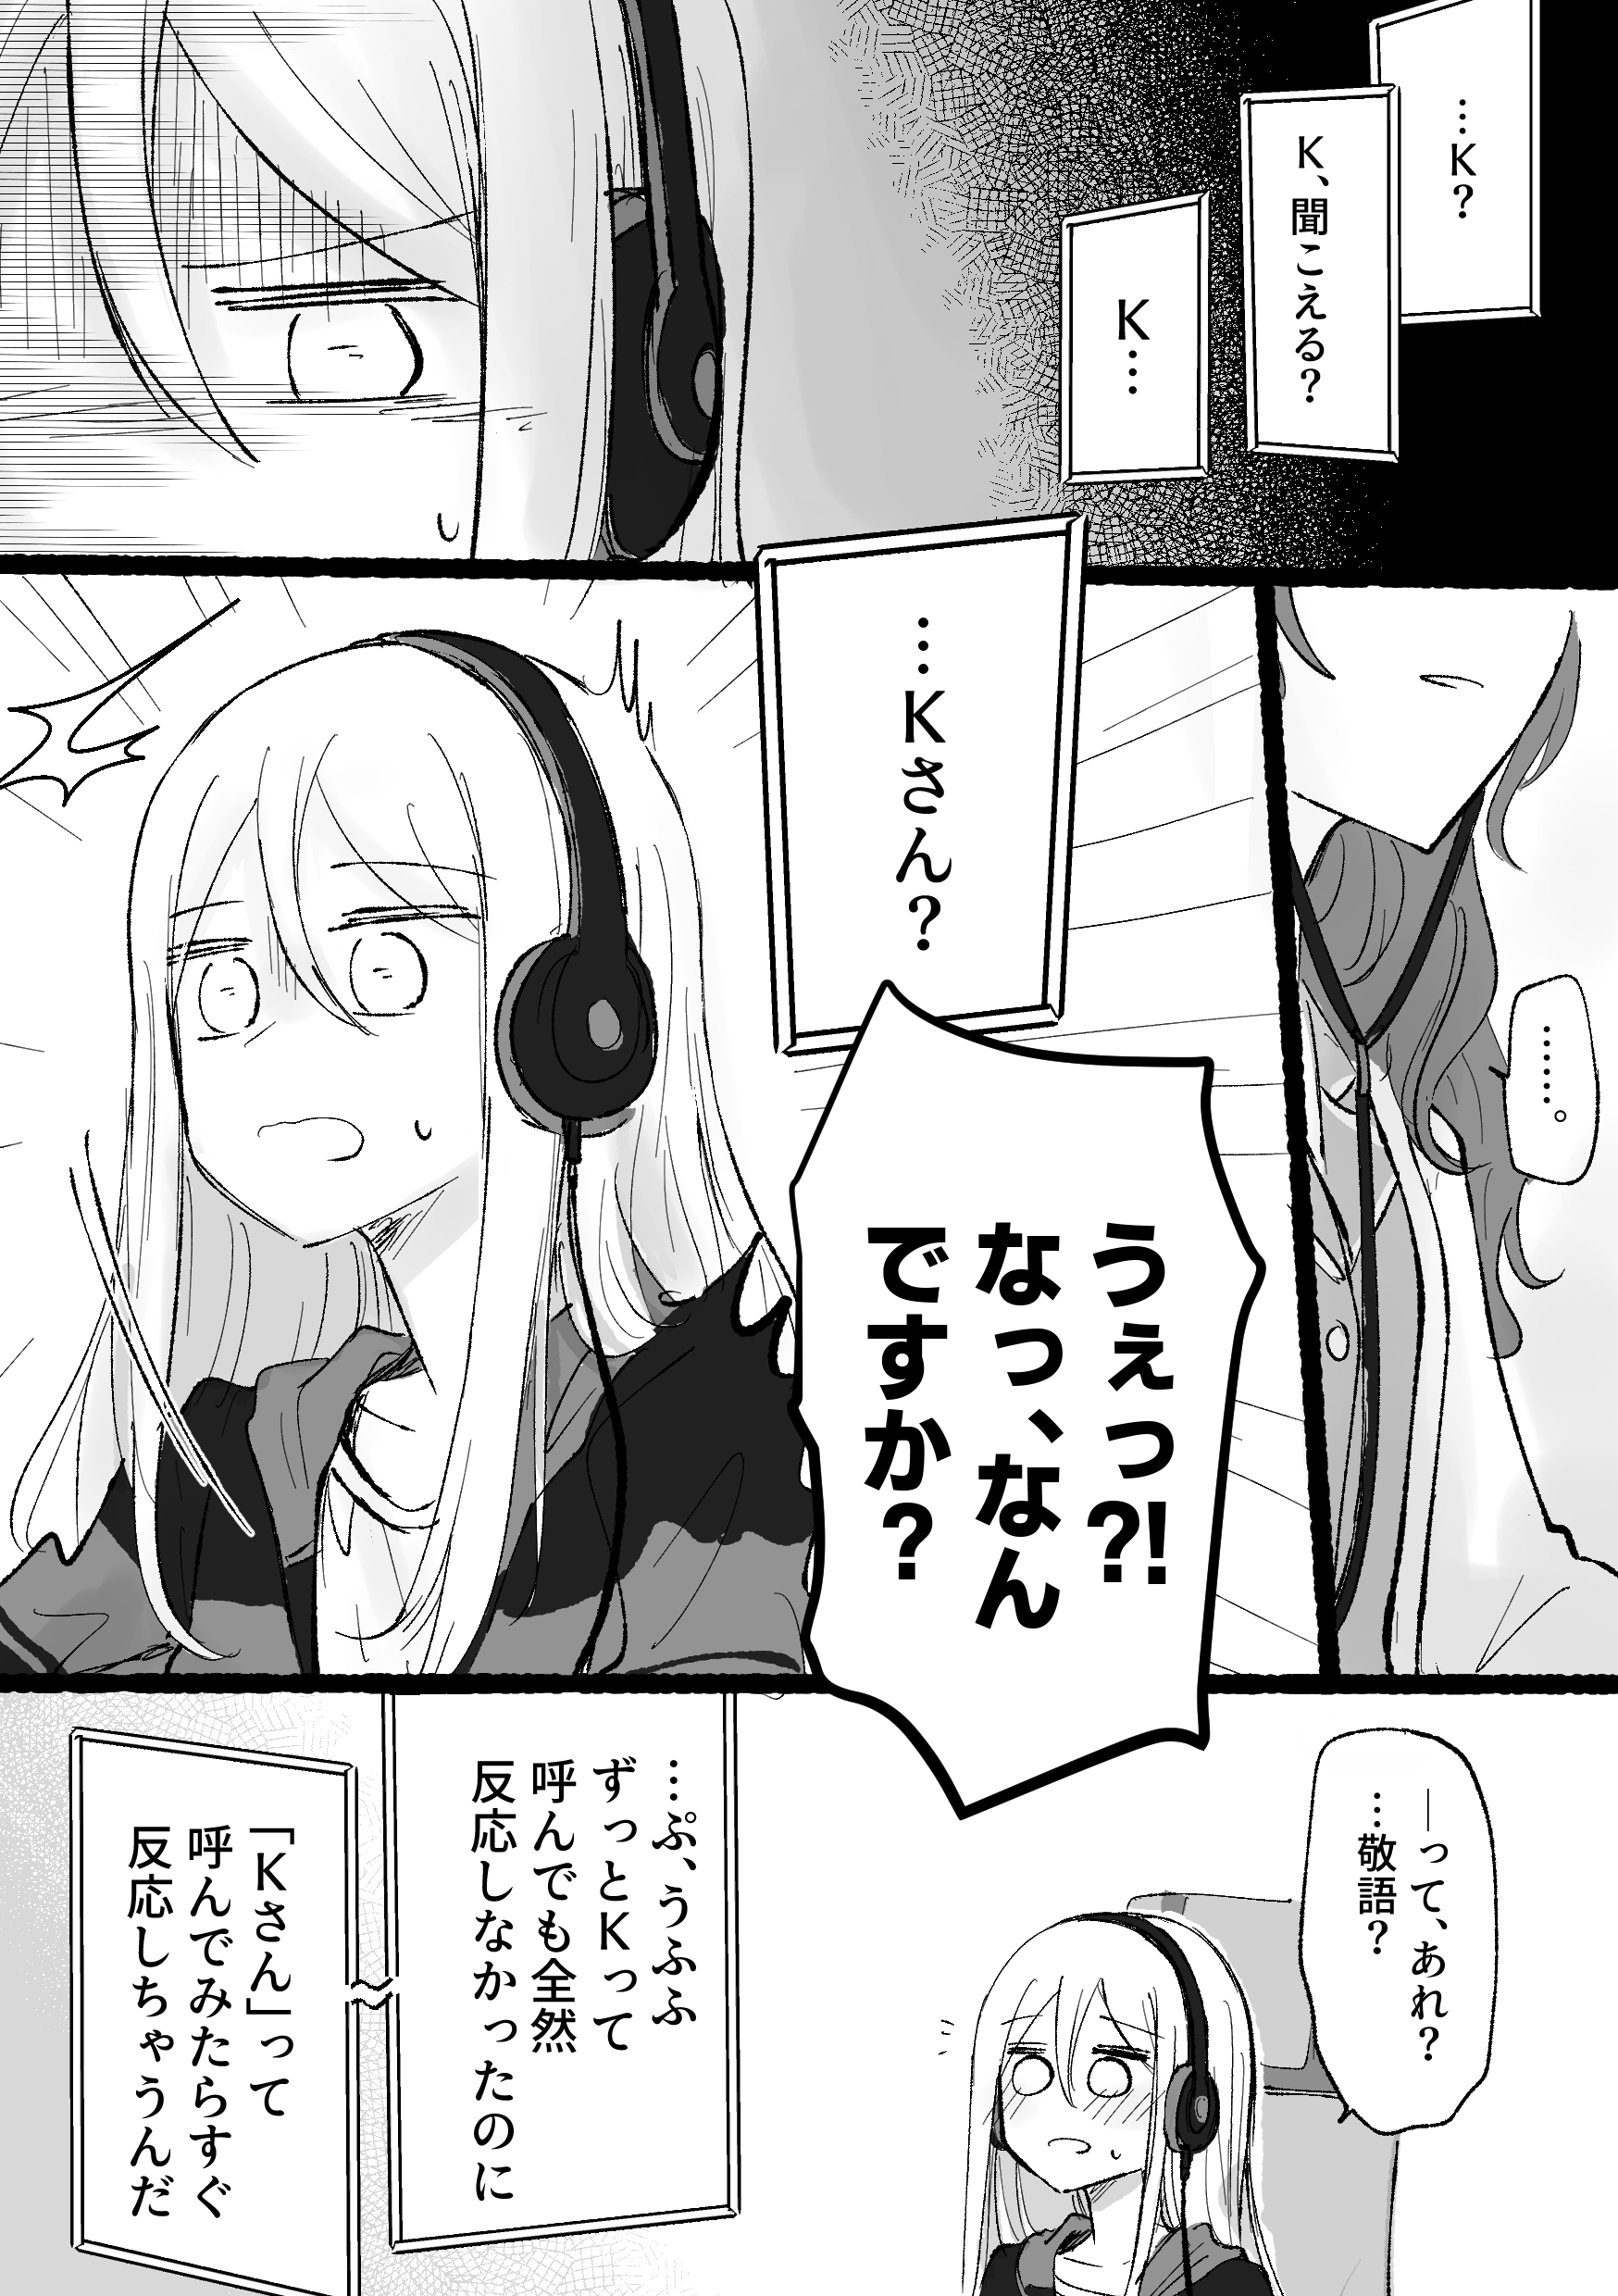 …K?
K、聞こえる?
K…
…。
…Kさん?
うぇっ?!
なっ、なん
ですか?
―って、あれ?
…敬語?
…ぷ、うふふ
ずっとKって
呼んでも全然
反応しなかったのに
「Kさん」って
呼んでみたらすぐ
反応しちゃうんだ